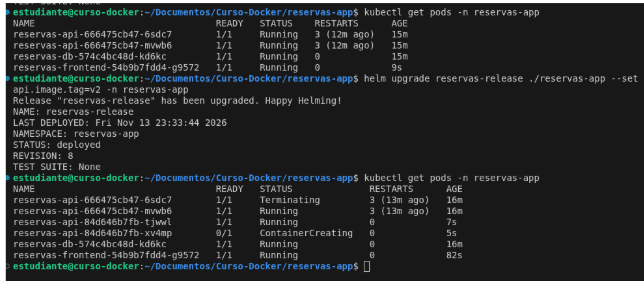 estudiante@curso-docker:~/Documentos/Curso-Docker/reservas-app$ kubectl get pods -n reservas-app
NAME READY STATUS RESTARTS AGE
reservas-api-666475cb47-6sdc7 1/1 Running 3 (12m ago) 15m
reservas-api-666475cb47-mvwb6 1/1 Running 3 (12m ago) 15m
reservas-db-574c4bc48d-kd6kc 1/1 Running 0 15m
reservas-frontend-54b9b7fdd4-g9572 1/1 Running 0 9s
estudiante@curso-docker:~/Documentos/Curso-Docker/reservas-app$ helm upgrade reservas-release ./reservas-app --set
api.image.tag=v2 -n reservas-app
Release "reservas-release" has been upgraded. Happy Helming!
NAME: reservas-release
LAST DEPLOYED: Fri Nov 13 23:33:44 2026
NAMESPACE: reservas-app
STATUS: deployed
REVISION: 8
TEST SUITE: None
estudiante@curso-docker:~/Documentos/Curso-Docker/reservas-app$ kubectl get pods -n reservas-app
NAME READY STATUS RESTARTS AGE
reservas-api-666475cb47-6sdc7 1/1 Terminating 3 (13m ago) 16m
reservas-api-666475cb47-mvwb6 1/1 Running 3 (13m ago) 16m
reservas-api-84d646b7fb-tjwwl 1/1 Running 0 7s
reservas-api-84d646b7fb-xv4mp 0/1 ContainerCreating 0 5s
reservas-db-574c4bc48d-kd6kc 1/1 Running 0 16m
reservas-frontend-54b9b7fdd4-g9572 1/1 Running 0 82s
estudiante@curso-docker:~/Documentos/Curso-Docker/reservas-app$